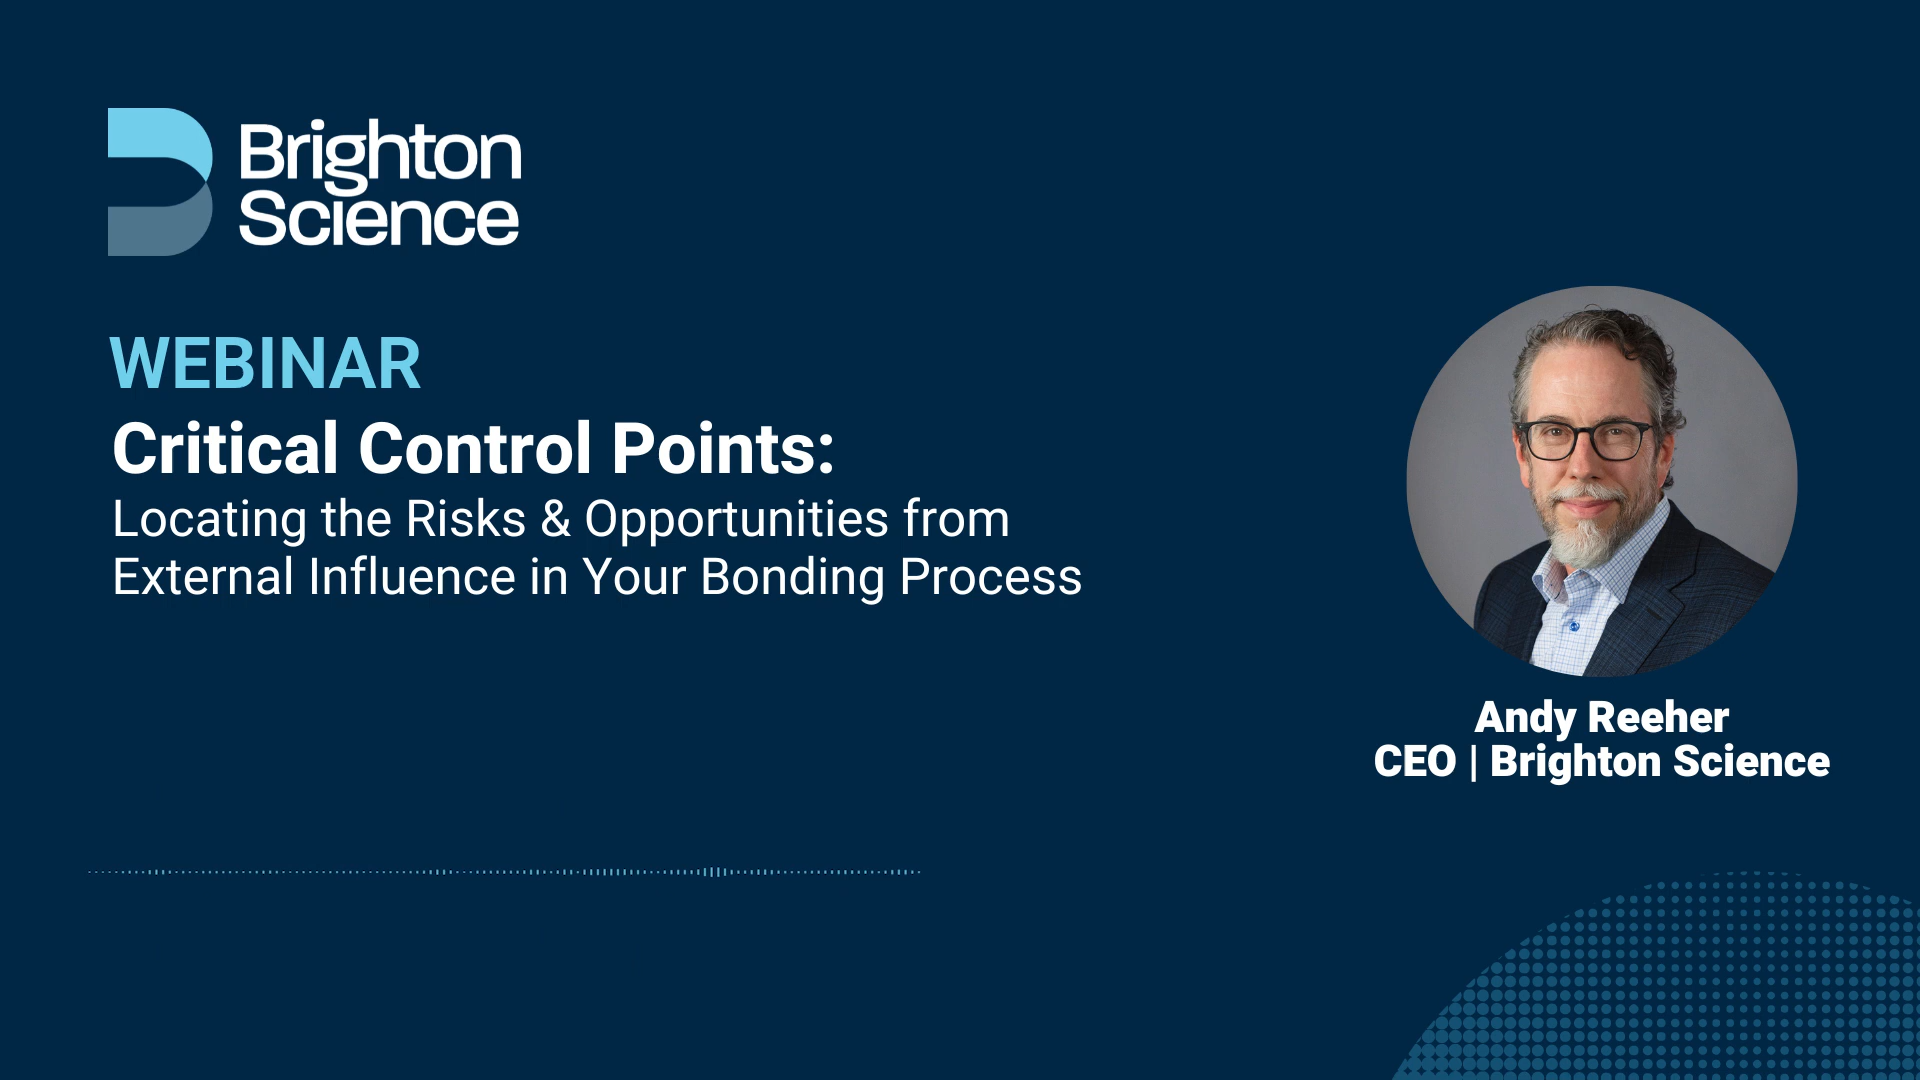 Brighton
Science
WEBINAR
Critical Control Points:
Locating the Risks & Opportunities from
External Influence in Your Bonding Process
Andy Reeher
CEO | Brighton Science